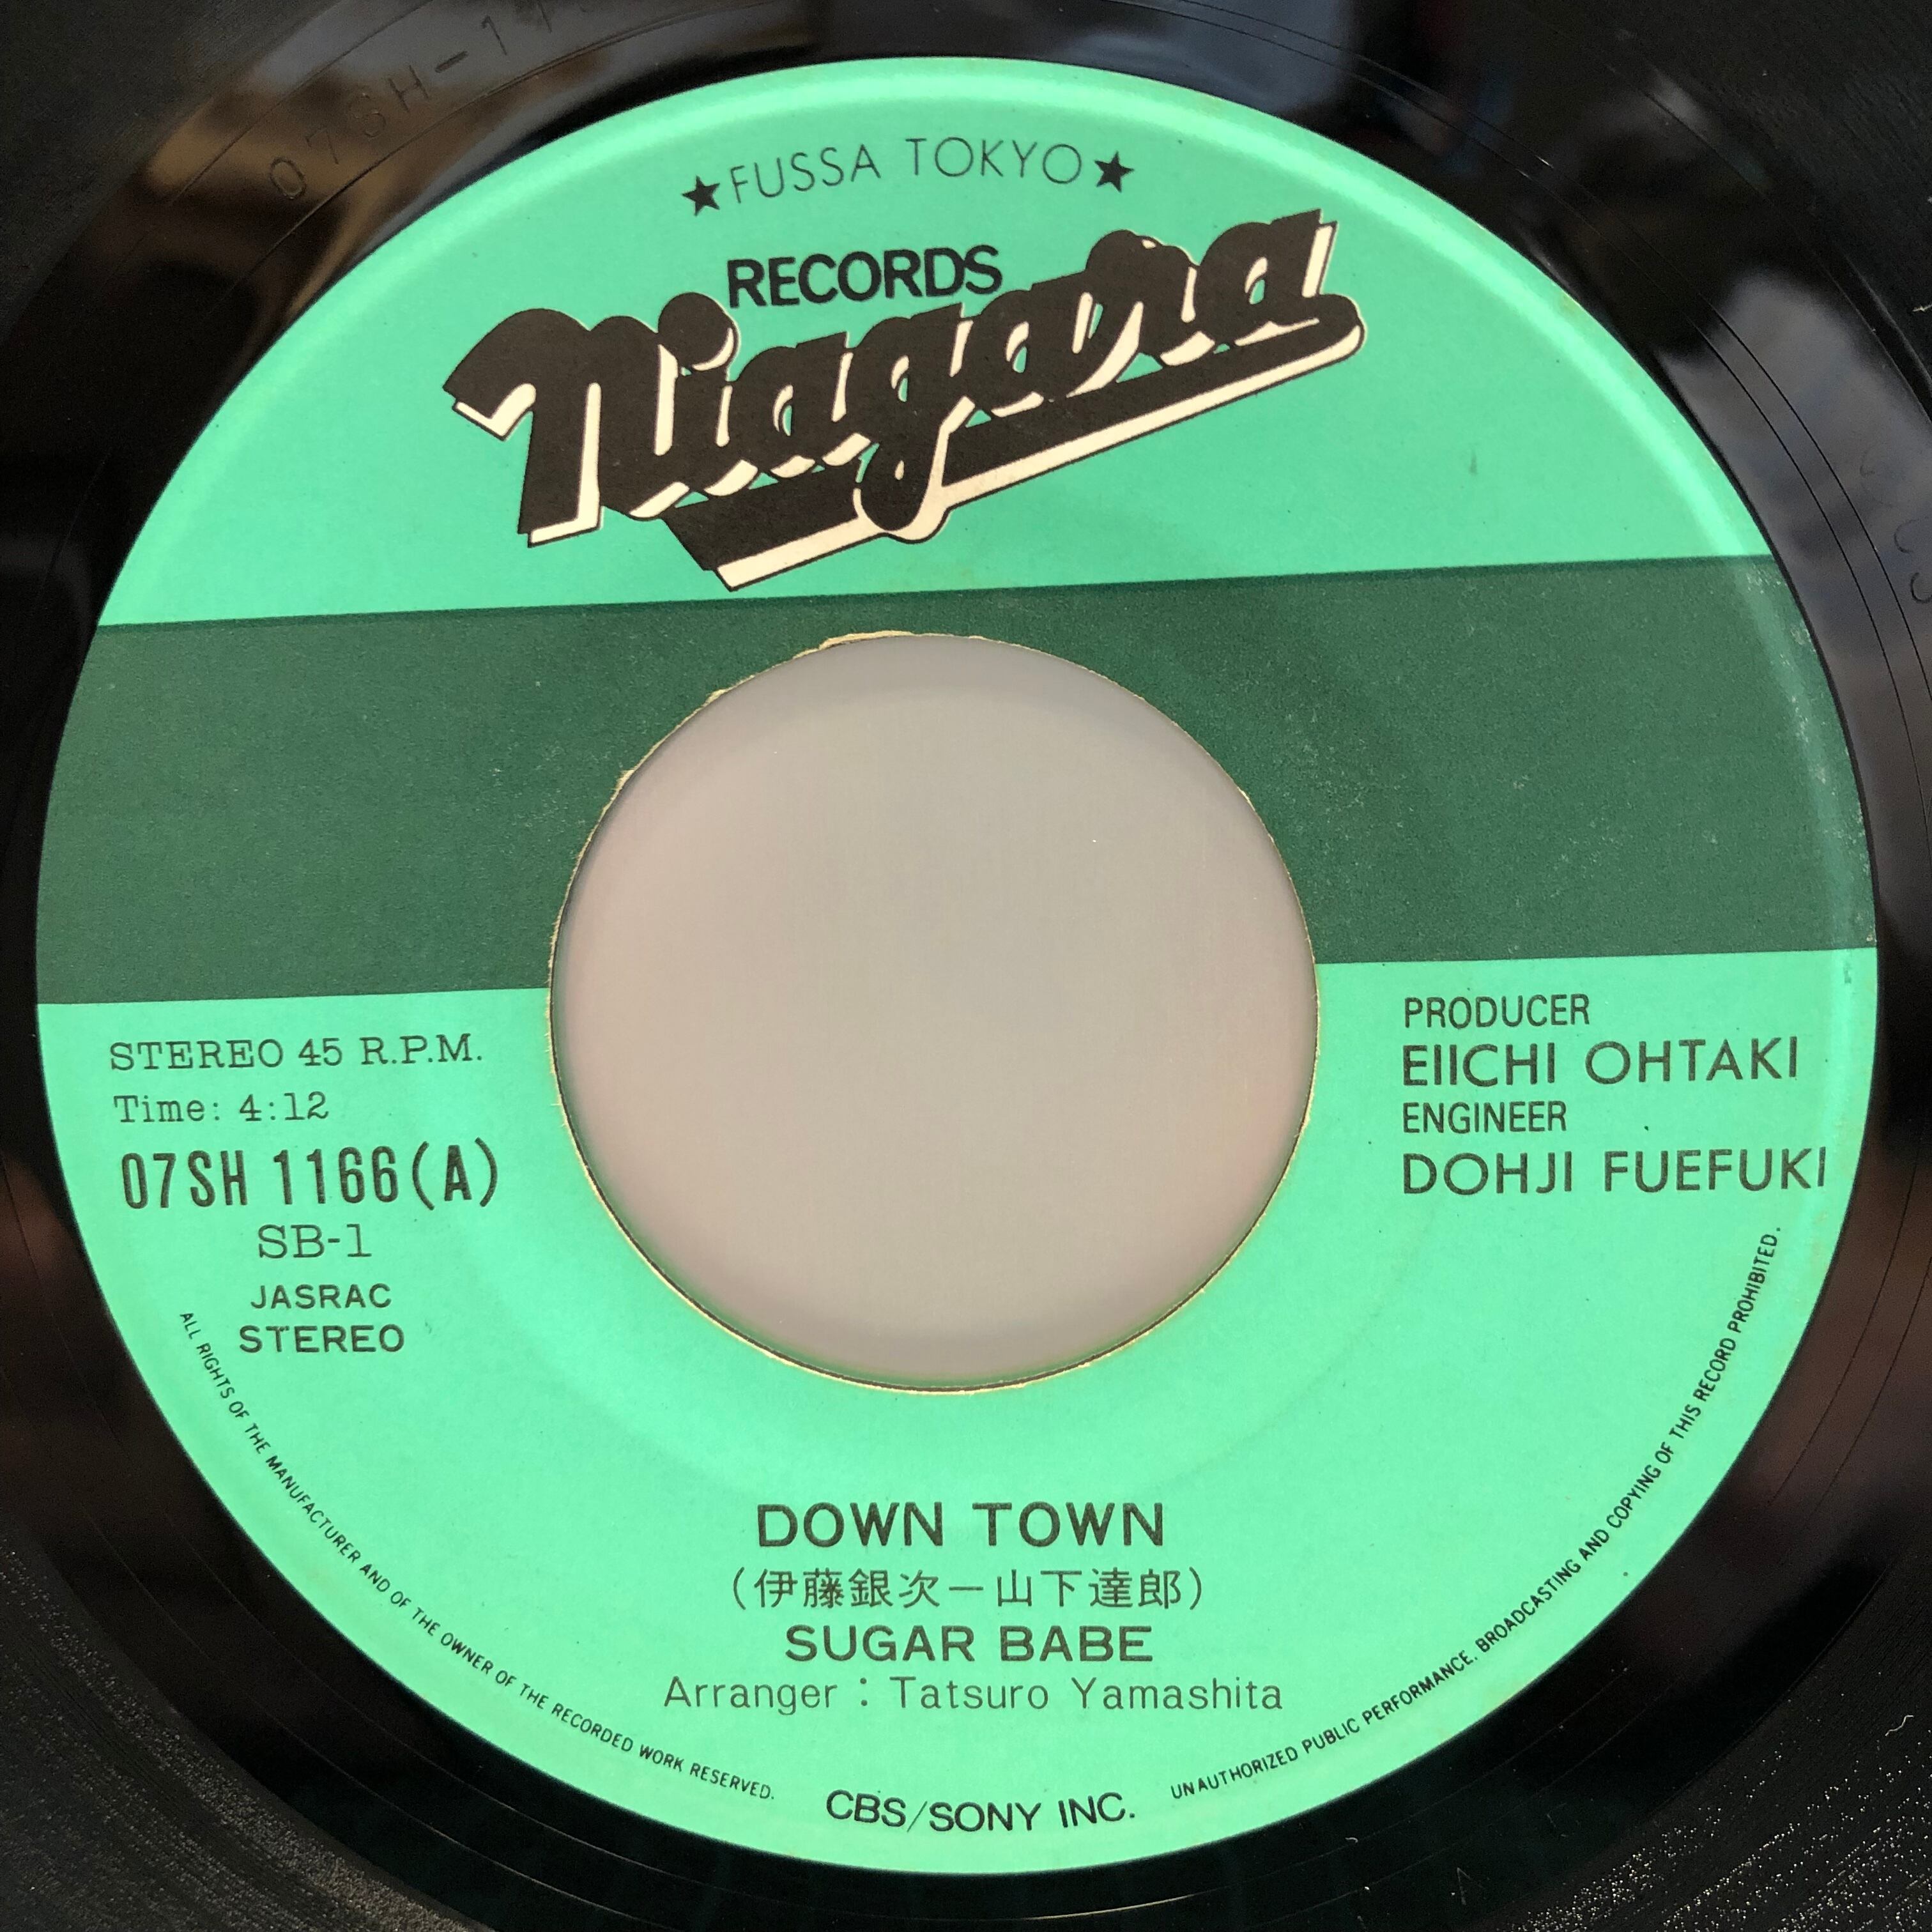 07SH-11
★FUSSA TOKYO★
RECORDS
Niagara
STEREO 45 R.P.M.
Time: 4:12
07SH 1166(A)
SB-1
JASRAC
STEREO
PRODUCER
EIICHI OHTAKI
ENGINEER
DOHJI FUEFUKI
DOWN TOWN
(伊藤銀次ー山下達郎)
SUGAR BABE
Arranger : Tatsuro Yamashita
ALL RIGHTS OF THE MANUFACTURER AND OF THE OWNER OF THE RECORDED WORK RESERVED.
CBS/SONY INC.
UNAUTHORIZED PUBLIC PERFORMANCE. BROADCASTING AND COPYING OF THIS RECORD PROHIBITED.